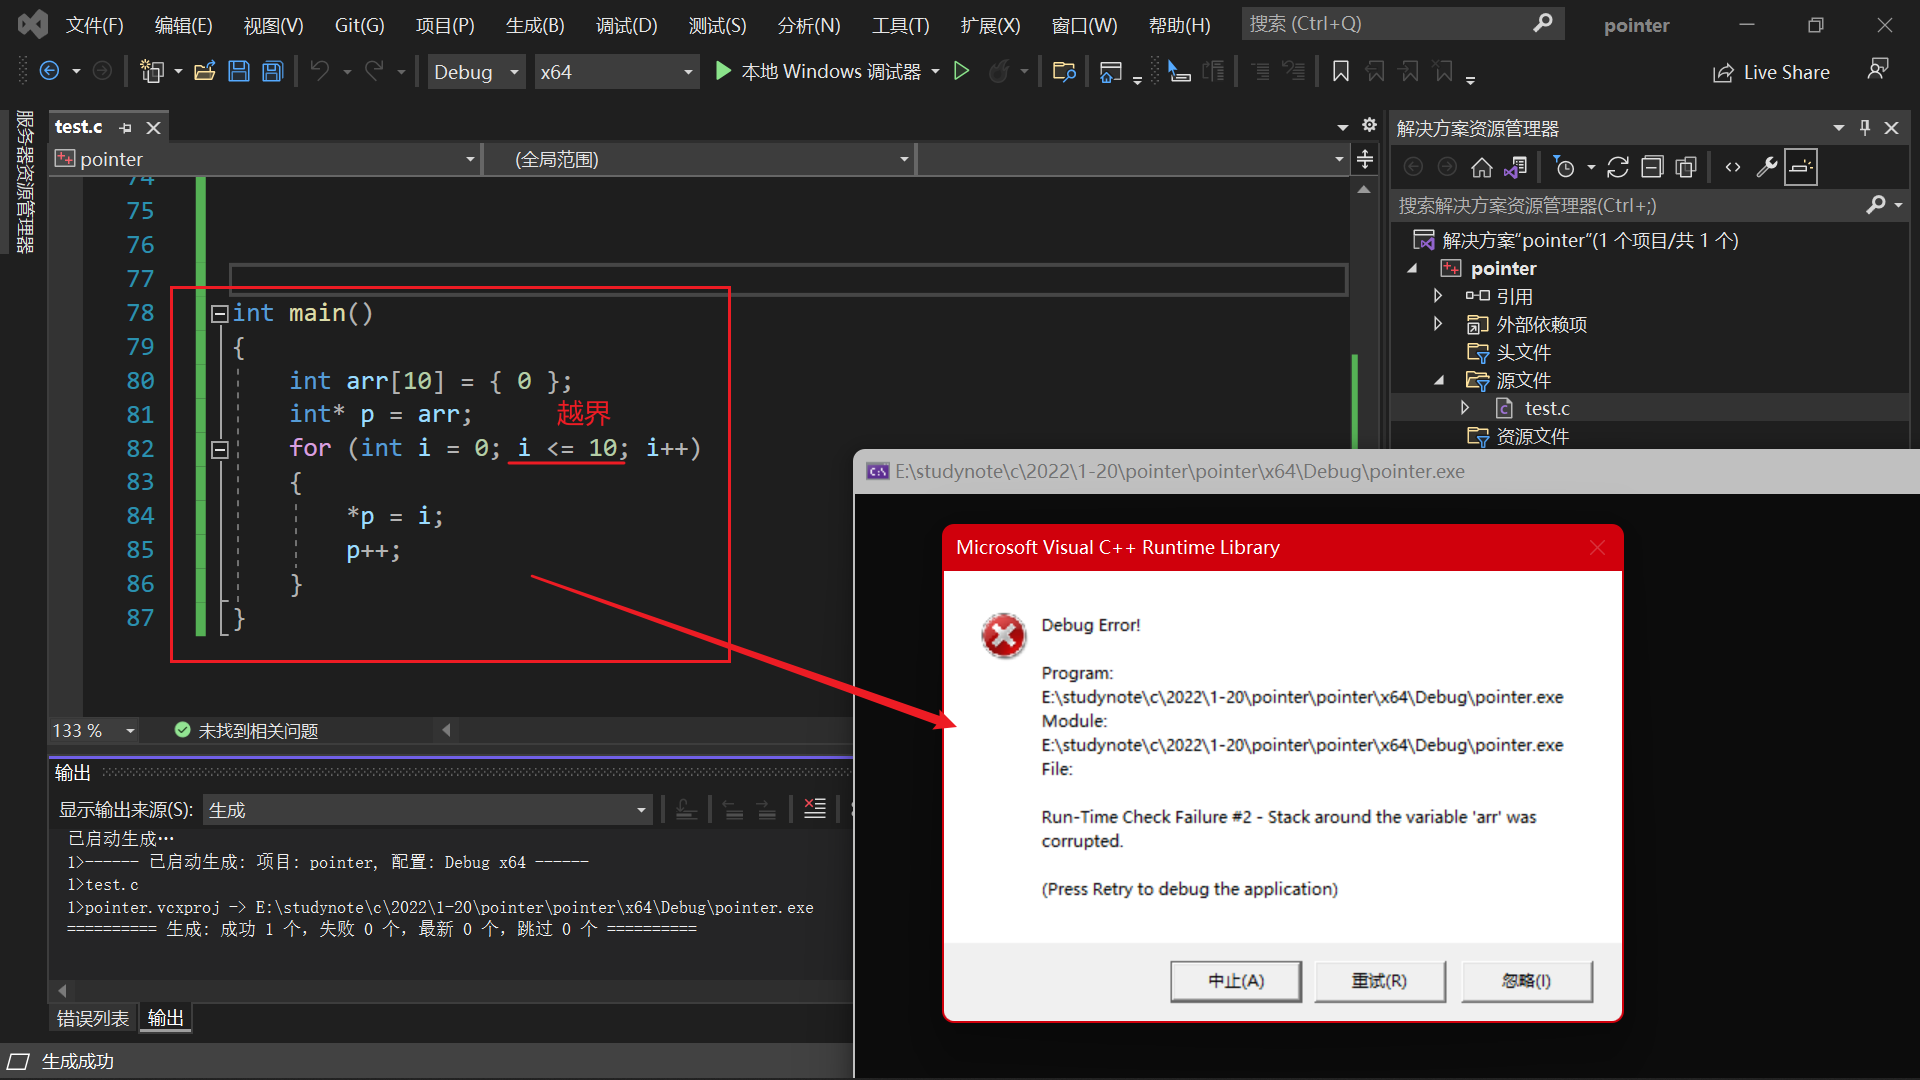 文件(F) 编辑(E) 视图(V) Git(G) 项目(P) 生成(B) 调试(D) 测试(S) 分析(N) 工具(T) 扩展(X) 窗口(W) 帮助(H) 搜索 (Ctrl+Q) pointer
Debug x64 本地 Windows 调试器 Live Share
服务器资源管理器
test.c
pointer (全局范围)
74
75
76
77
78 int main()
79 {
80 int arr[10] = { 0 };
81 int* p = arr; 越界
82 for (int i = 0; i <= 10; i++)
83 {
84 *p = i;
85 p++;
86 }
87 }
133 % 未找到相关问题
解决方案资源管理器
搜索解决方案资源管理器(Ctrl+;)
解决方案“pointer”(1 个项目/共 1 个)
pointer
引用
外部依赖项
头文件
源文件
test.c
资源文件
E:\studynote\c\2022\1-20\pointer\pointer\x64\Debug\pointer.exe
Microsoft Visual C++ Runtime Library
Debug Error!
Program:
E:\studynote\c\2022\1-20\pointer\pointer\x64\Debug\pointer.exe
Module:
E:\studynote\c\2022\1-20\pointer\pointer\x64\Debug\pointer.exe
File:
Run-Time Check Failure #2 - Stack around the variable 'arr' was
corrupted.
(Press Retry to debug the application)
中止(A) 重试(R) 忽略(I)
输出
显示输出来源(S): 生成
已启动生成…
1>------ 已启动生成: 项目: pointer, 配置: Debug x64 ------
1>test.c
1>pointer.vcxproj -> E:\studynote\c\2022\1-20\pointer\pointer\x64\Debug\pointer.exe
========== 生成: 成功 1 个，失败 0 个，最新 0 个，跳过 0 个 ==========
错误列表 输出
生成成功